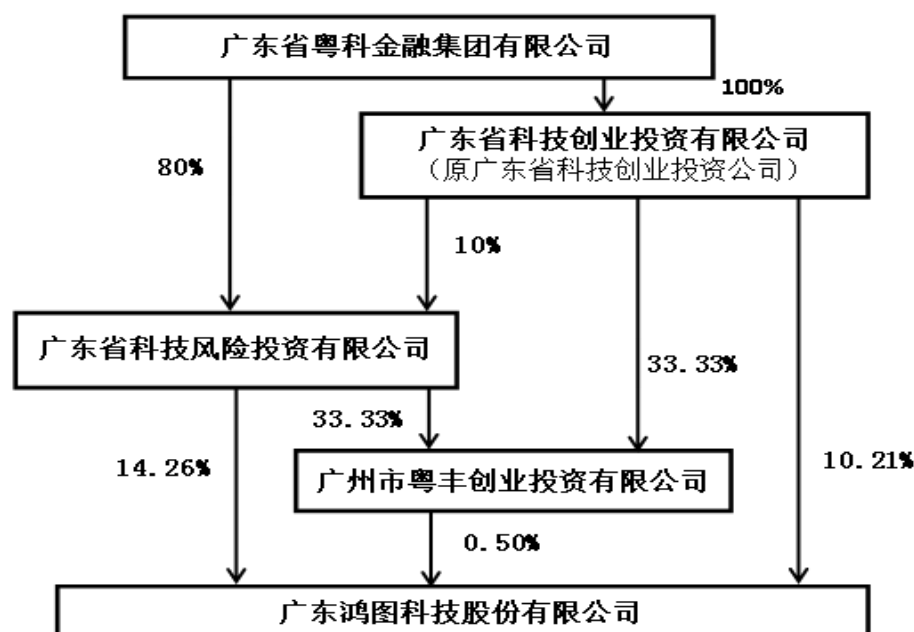 广东省粤科金融集团有限公司
100%
广东省科技创业投资有限公司
（原广东省科技创业投资公司）
80%
10%
广东省科技风险投资有限公司
33.33%
33.33%
14.26%
10.21%
广州市粤丰创业投资有限公司
0.50%
广东鸿图科技股份有限公司